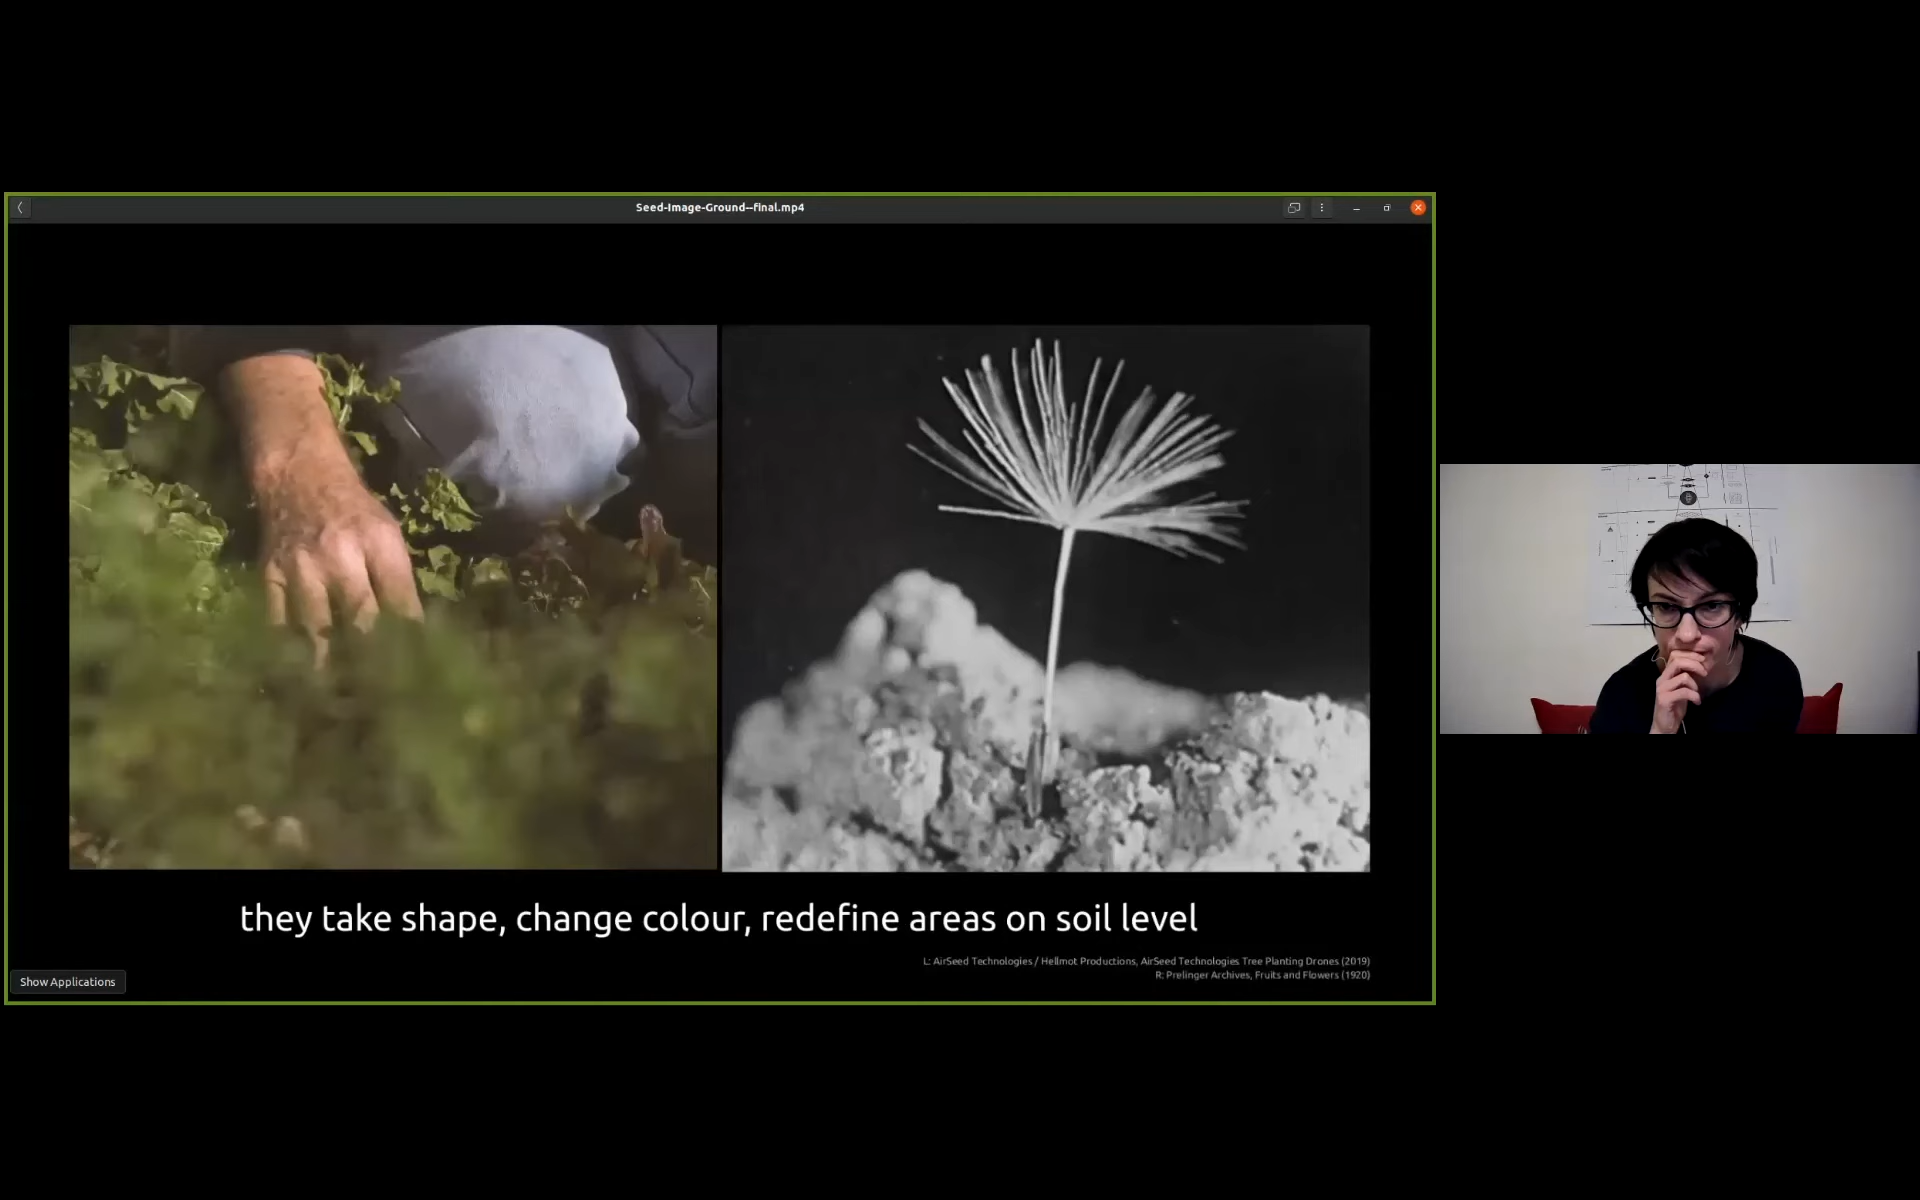 Seed-Image-Ground--final.mp4
they take shape, change colour, redefine areas on soil level
L: AirSeed Technologies / Hellmot Productions, AirSeed Technologies Tree Planting Drones (2019)
R: Prelinger Archives, Fruits and Flowers (1920)
Show Applications